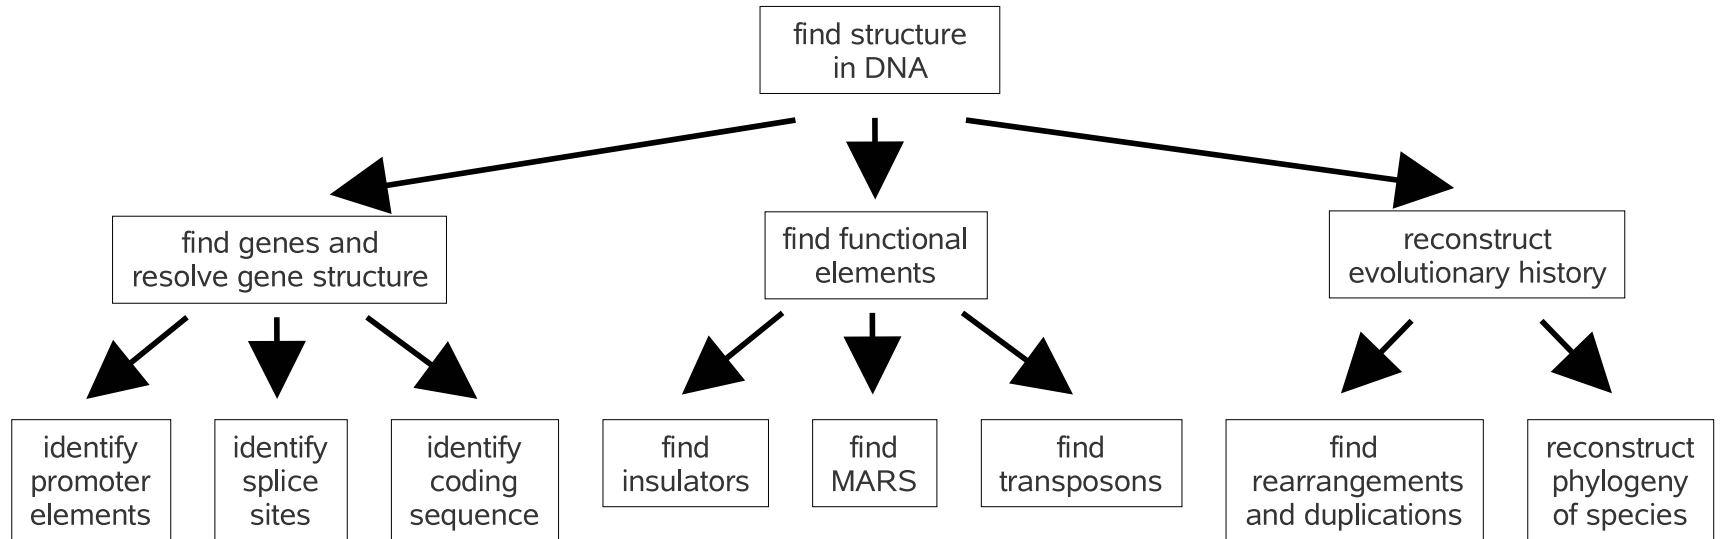 find structure
in DNA
find genes and
resolve gene structure
find functional
elements
reconstruct
evolutionary history
identify
promoter
elements
identify
splice
sites
identify
coding
sequence
find
insulators
find
MARS
find
transposons
find
rearrangements
and duplications
reconstruct
phylogeny
of species